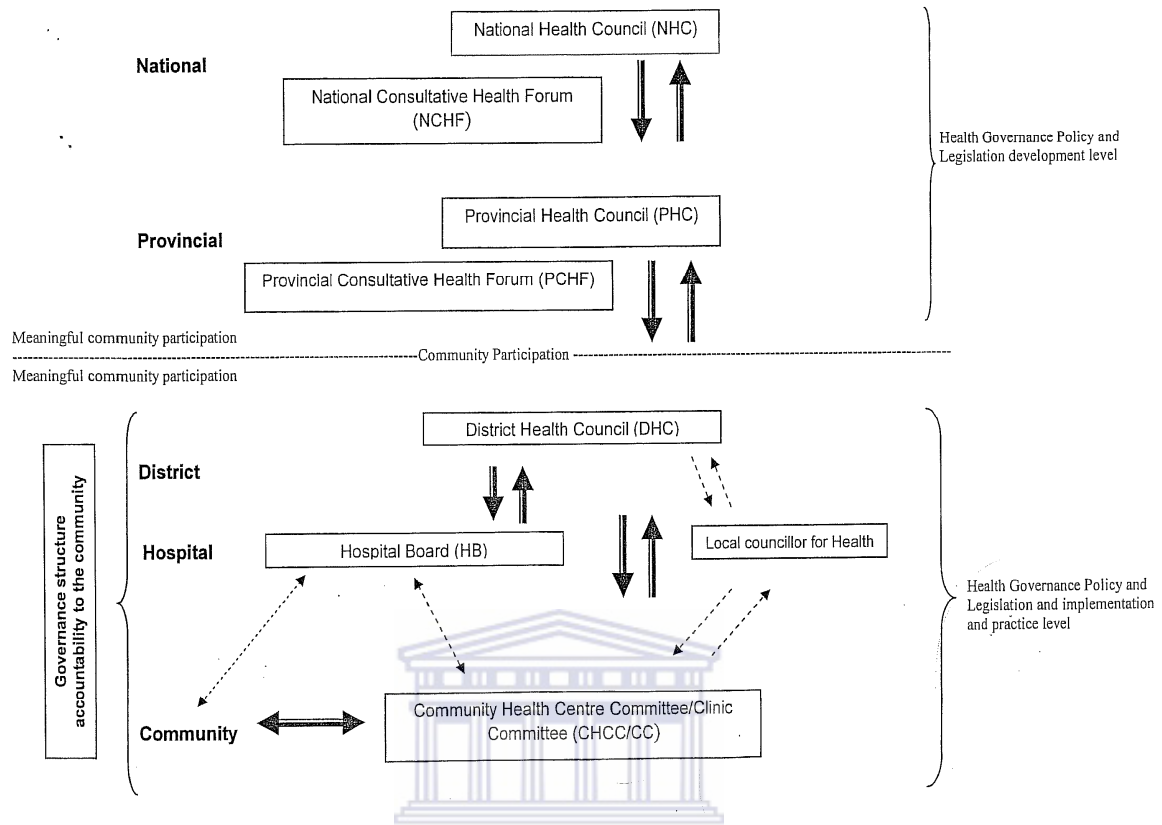 National Health Council (NHC)
National
National Consultative Health Forum
(NCHF)
Health Governance Policy and
Legislation development level
Provincial Health Council (PHC)
Provincial
Provincial Consultative Health Forum (PCHF)
Meaningful community participation
Community Participation
Meaningful community participation
District Health Council (DHC)
District
Governance structure
accountability to the community
Hospital
Hospital Board (HB)
Local councillor for Health
Health Governance Policy and
Legislation and implementation
and practice level
Community Health Centre Committee/Clinic
Committee (CHCC/CC)
Community